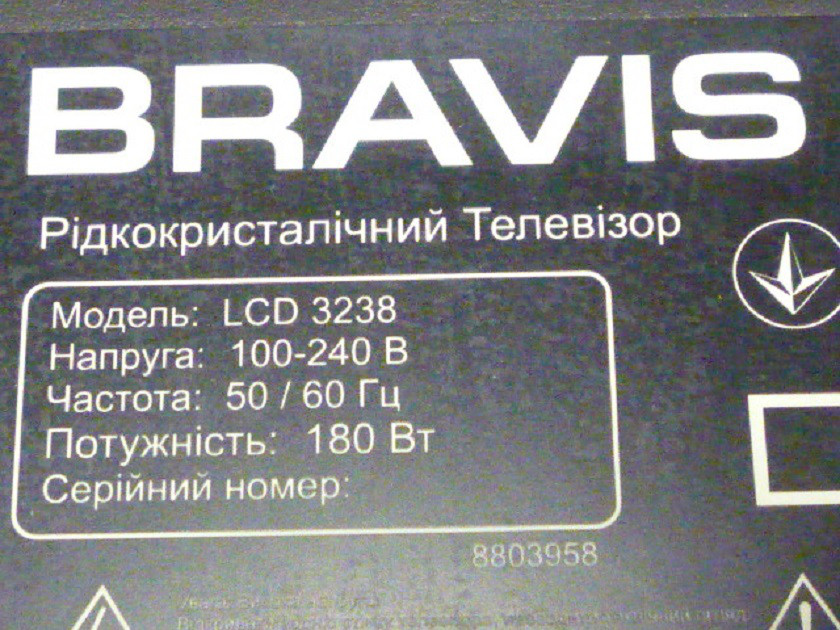 BRAVIS
Рідкокристалічний Телевізор
Модель: LCD 3238
Напруга: 100-240 В
Частота: 50 / 60 Гц
Потужність: 180 Вт
Серійний номер:
8803958